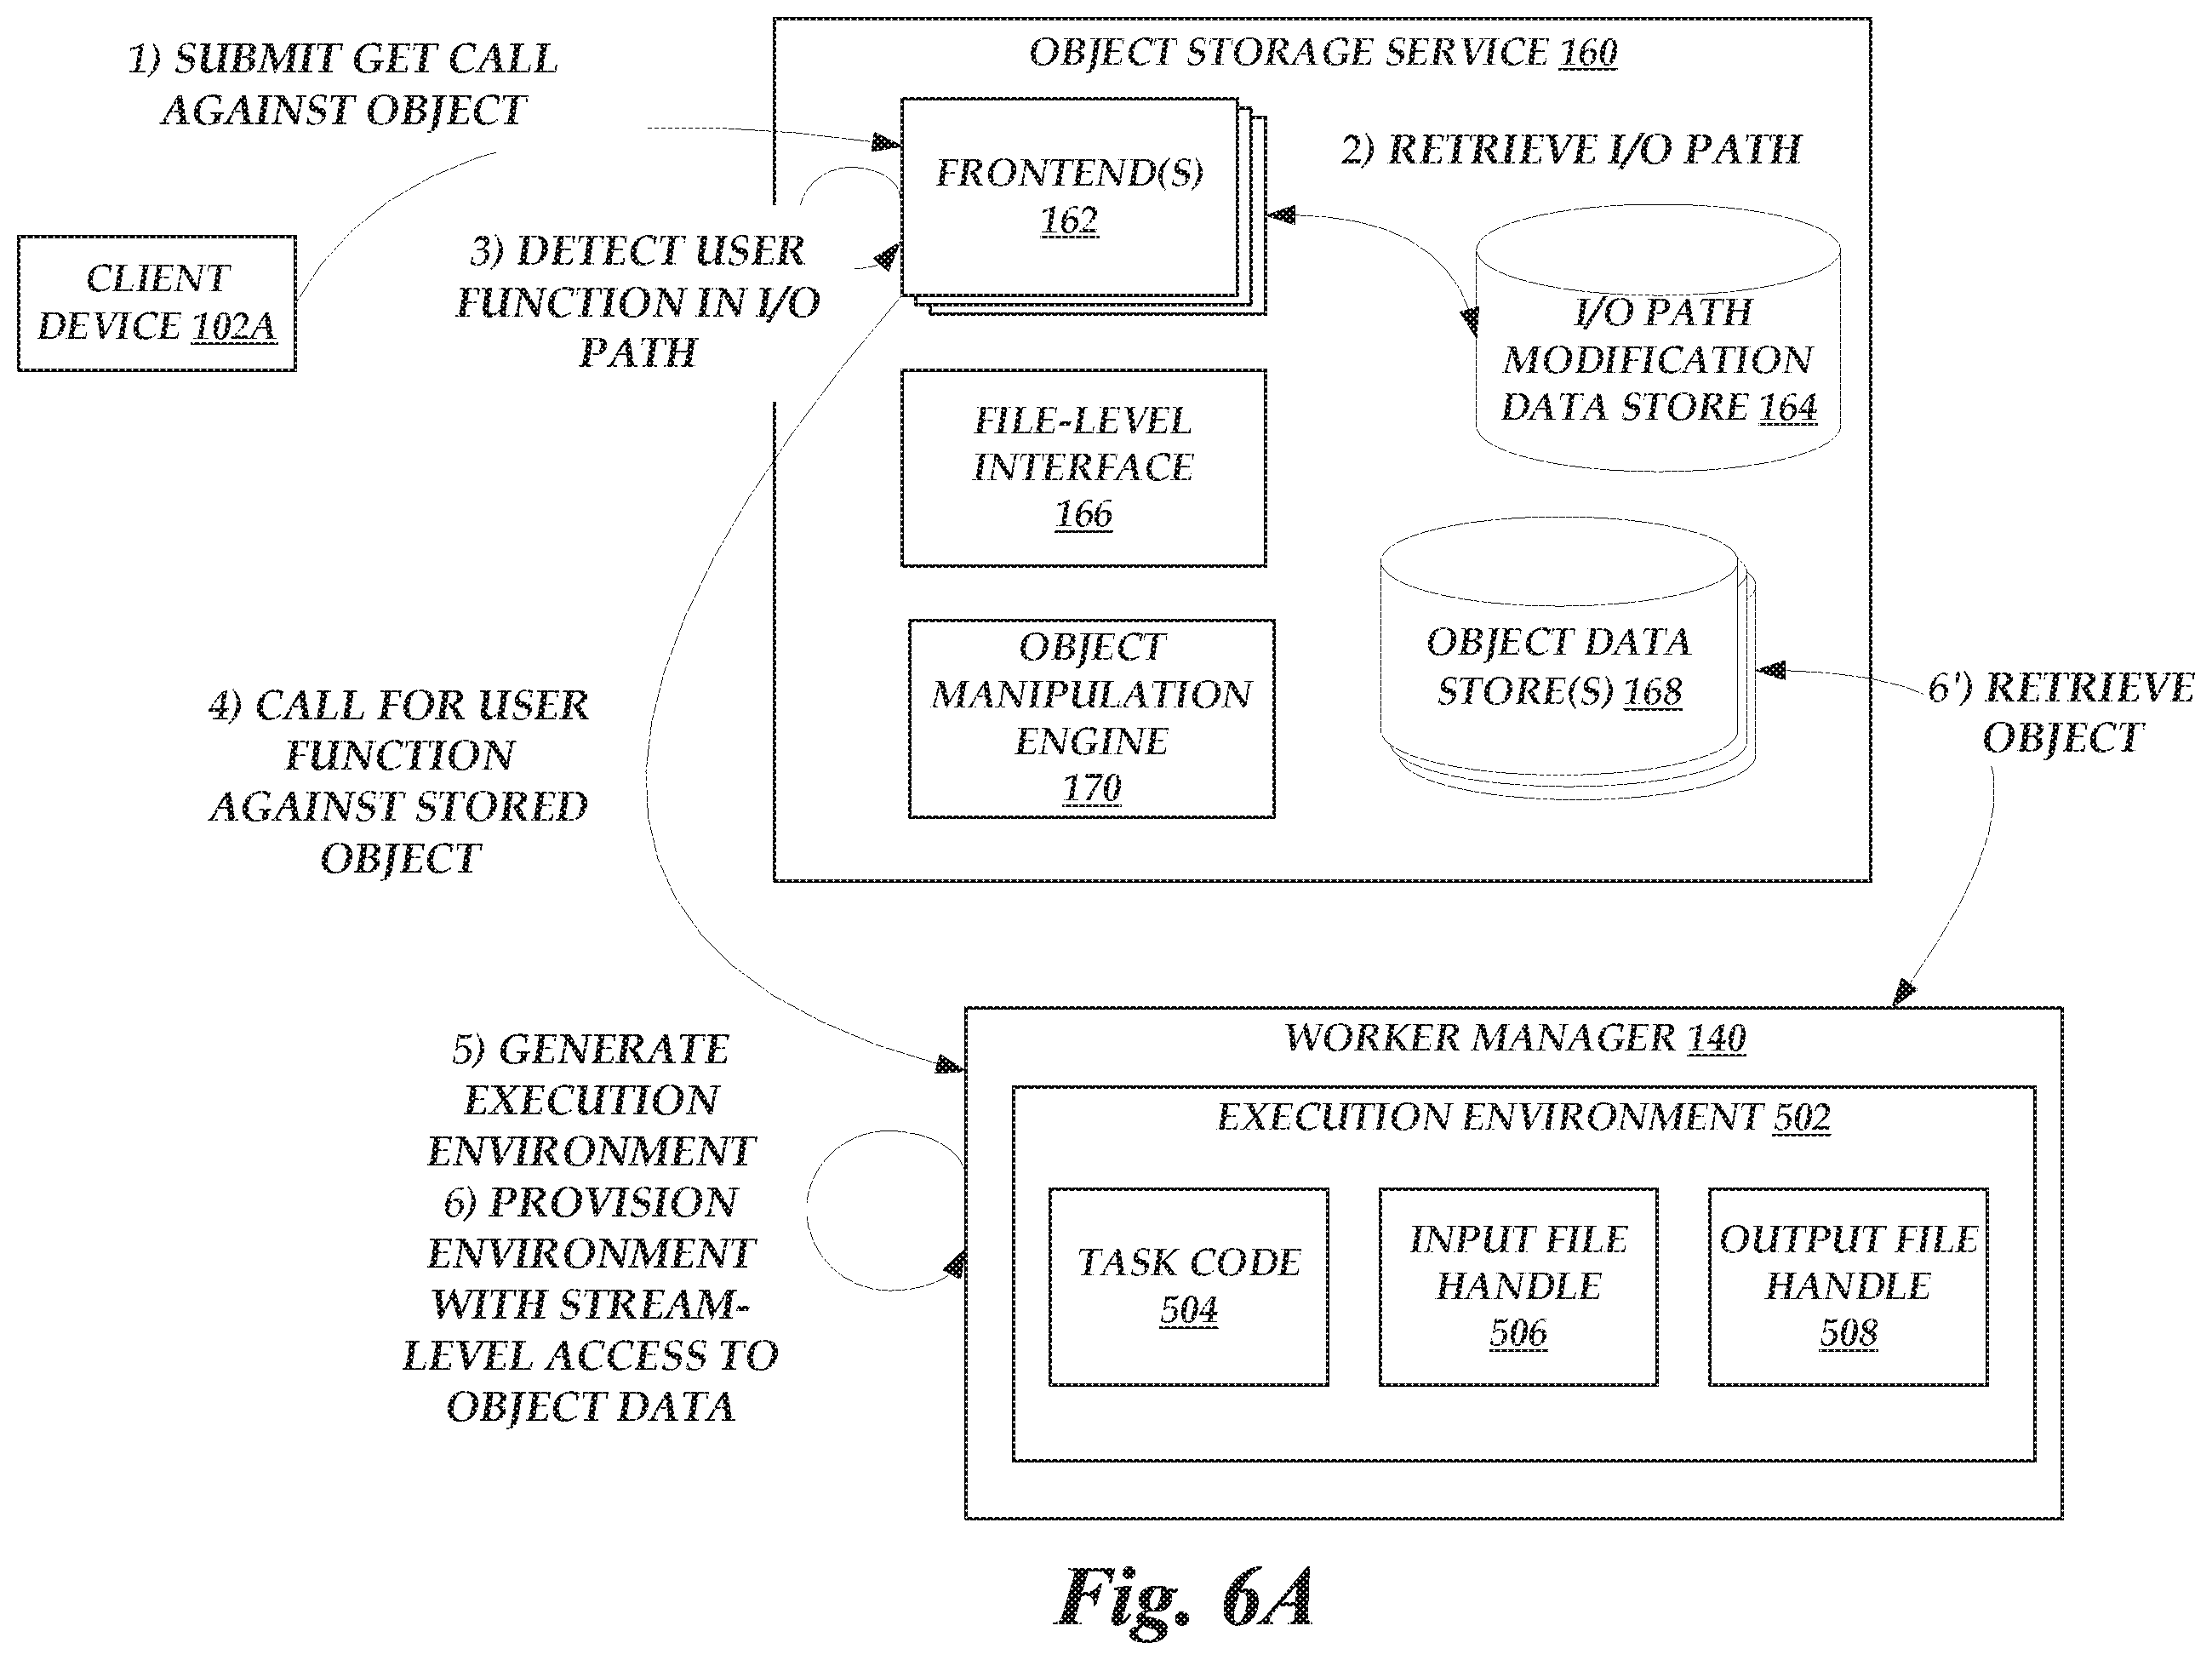 1) SUBMIT GET CALL
AGAINST OBJECT
OBJECT STORAGE SERVICE 160
FRONTEND(S)
162
2) RETRIEVE I/O PATH
CLIENT
DEVICE 102A
3) DETECT USER
FUNCTION IN I/O
PATH
I/O PATH
MODIFICATION
DATA STORE 164
FILE-LEVEL
INTERFACE
166
OBJECT
MANIPULATION
ENGINE
170
OBJECT DATA
STORE(S) 168
6') RETRIEVE
OBJECT
4) CALL FOR USER
FUNCTION
AGAINST STORED
OBJECT
5) GENERATE
EXECUTION
ENVIRONMENT
6) PROVISION
ENVIRONMENT
WITH STREAM-
LEVEL ACCESS TO
OBJECT DATA
WORKER MANAGER 140
EXECUTION ENVIRONMENT 502
TASK CODE
504
INPUT FILE
HANDLE
506
OUTPUT FILE
HANDLE
508
Fig. 6A